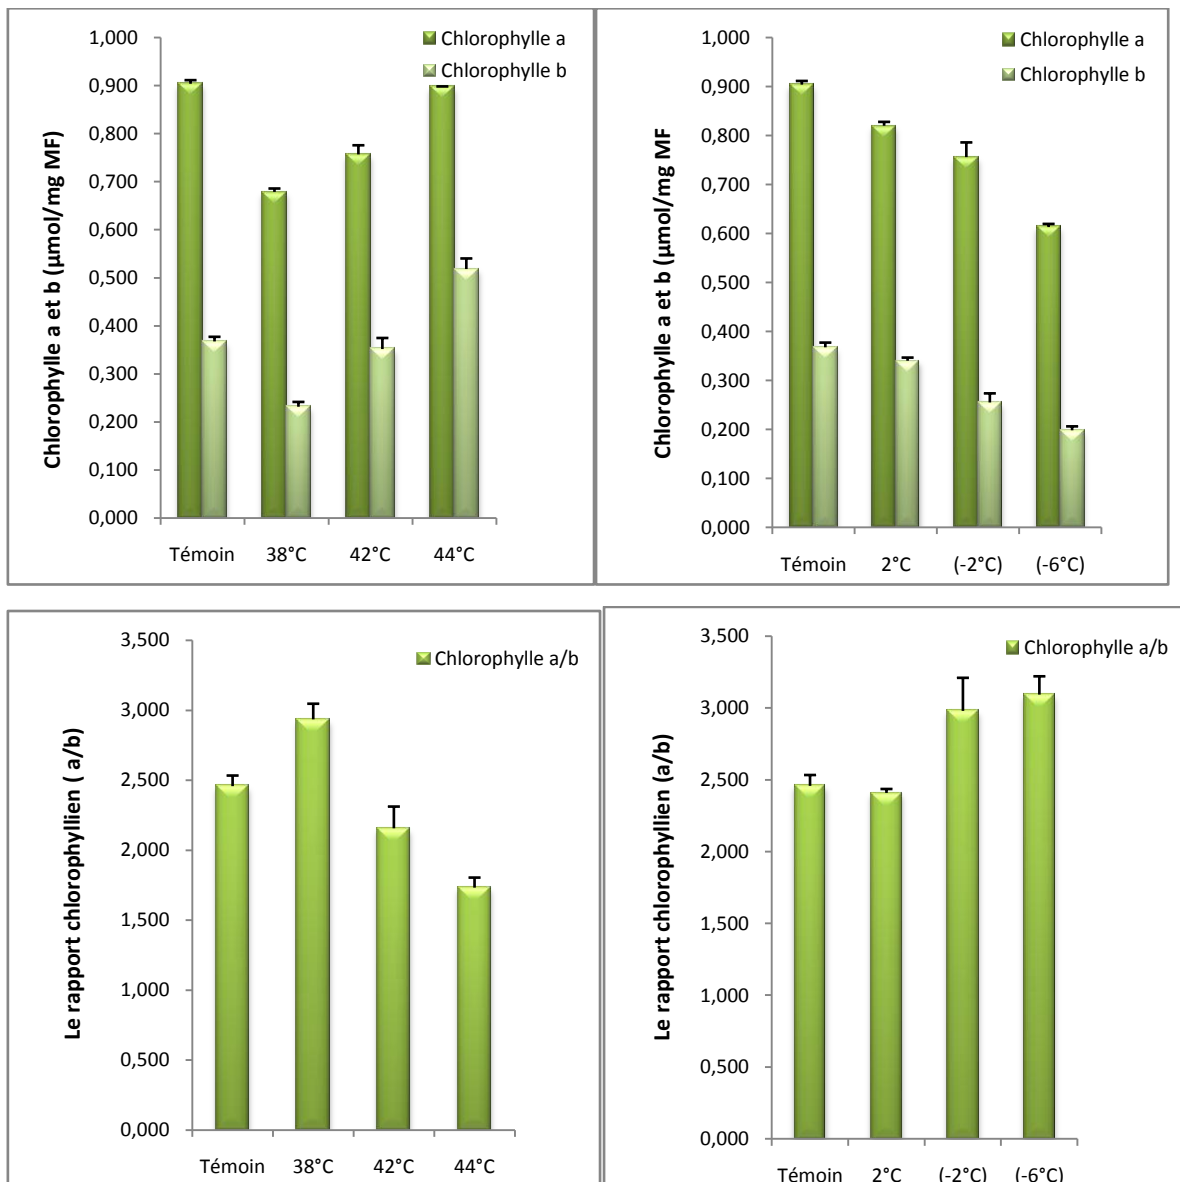 Chlorophylle a et b (µmol/mg MF)
1,000
0,900
0,800
0,700
0,600
0,500
0,400
0,300
0,200
0,100
0,000
Chlorophylle a
Chlorophylle b
Témoin 38°C 42°C 44°C
Chlorophylle a et b (µmol/mg MF
1,000
0,900
0,800
0,700
0,600
0,500
0,400
0,300
0,200
0,100
0,000
Chlorophylle a
Chlorophylle b
Témoin 2°C (-2°C) (-6°C)
Le rapport chlorophyllien ( a/b)
3,500
3,000
2,500
2,000
1,500
1,000
0,500
0,000
Chlorophylle a/b
Témoin 38°C 42°C 44°C
Le rapport chlorophyllien (a/b)
3,500
3,000
2,500
2,000
1,500
1,000
0,500
0,000
Chlorophylle a/b
Témoin 2°C (-2°C) (-6°C)